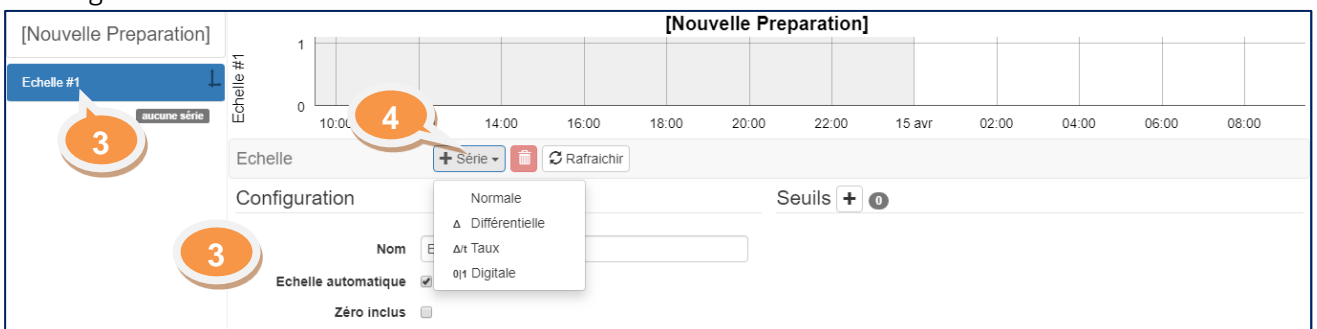 [Nouvelle Preparation]
Echelle #1
aucune série
3
[Nouvelle Preparation]
Echelle #1
1
0
10:00 14:00 16:00 18:00 20:00 22:00 15 avr 02:00 04:00 06:00 08:00
4
Echelle
+ Série
Rafraichir
Normale
Δ Différentielle
Δ/t Taux
0|1 Digitale
Configuration
3
Nom
E
Echelle automatique
Zéro inclus
Seuils + 0